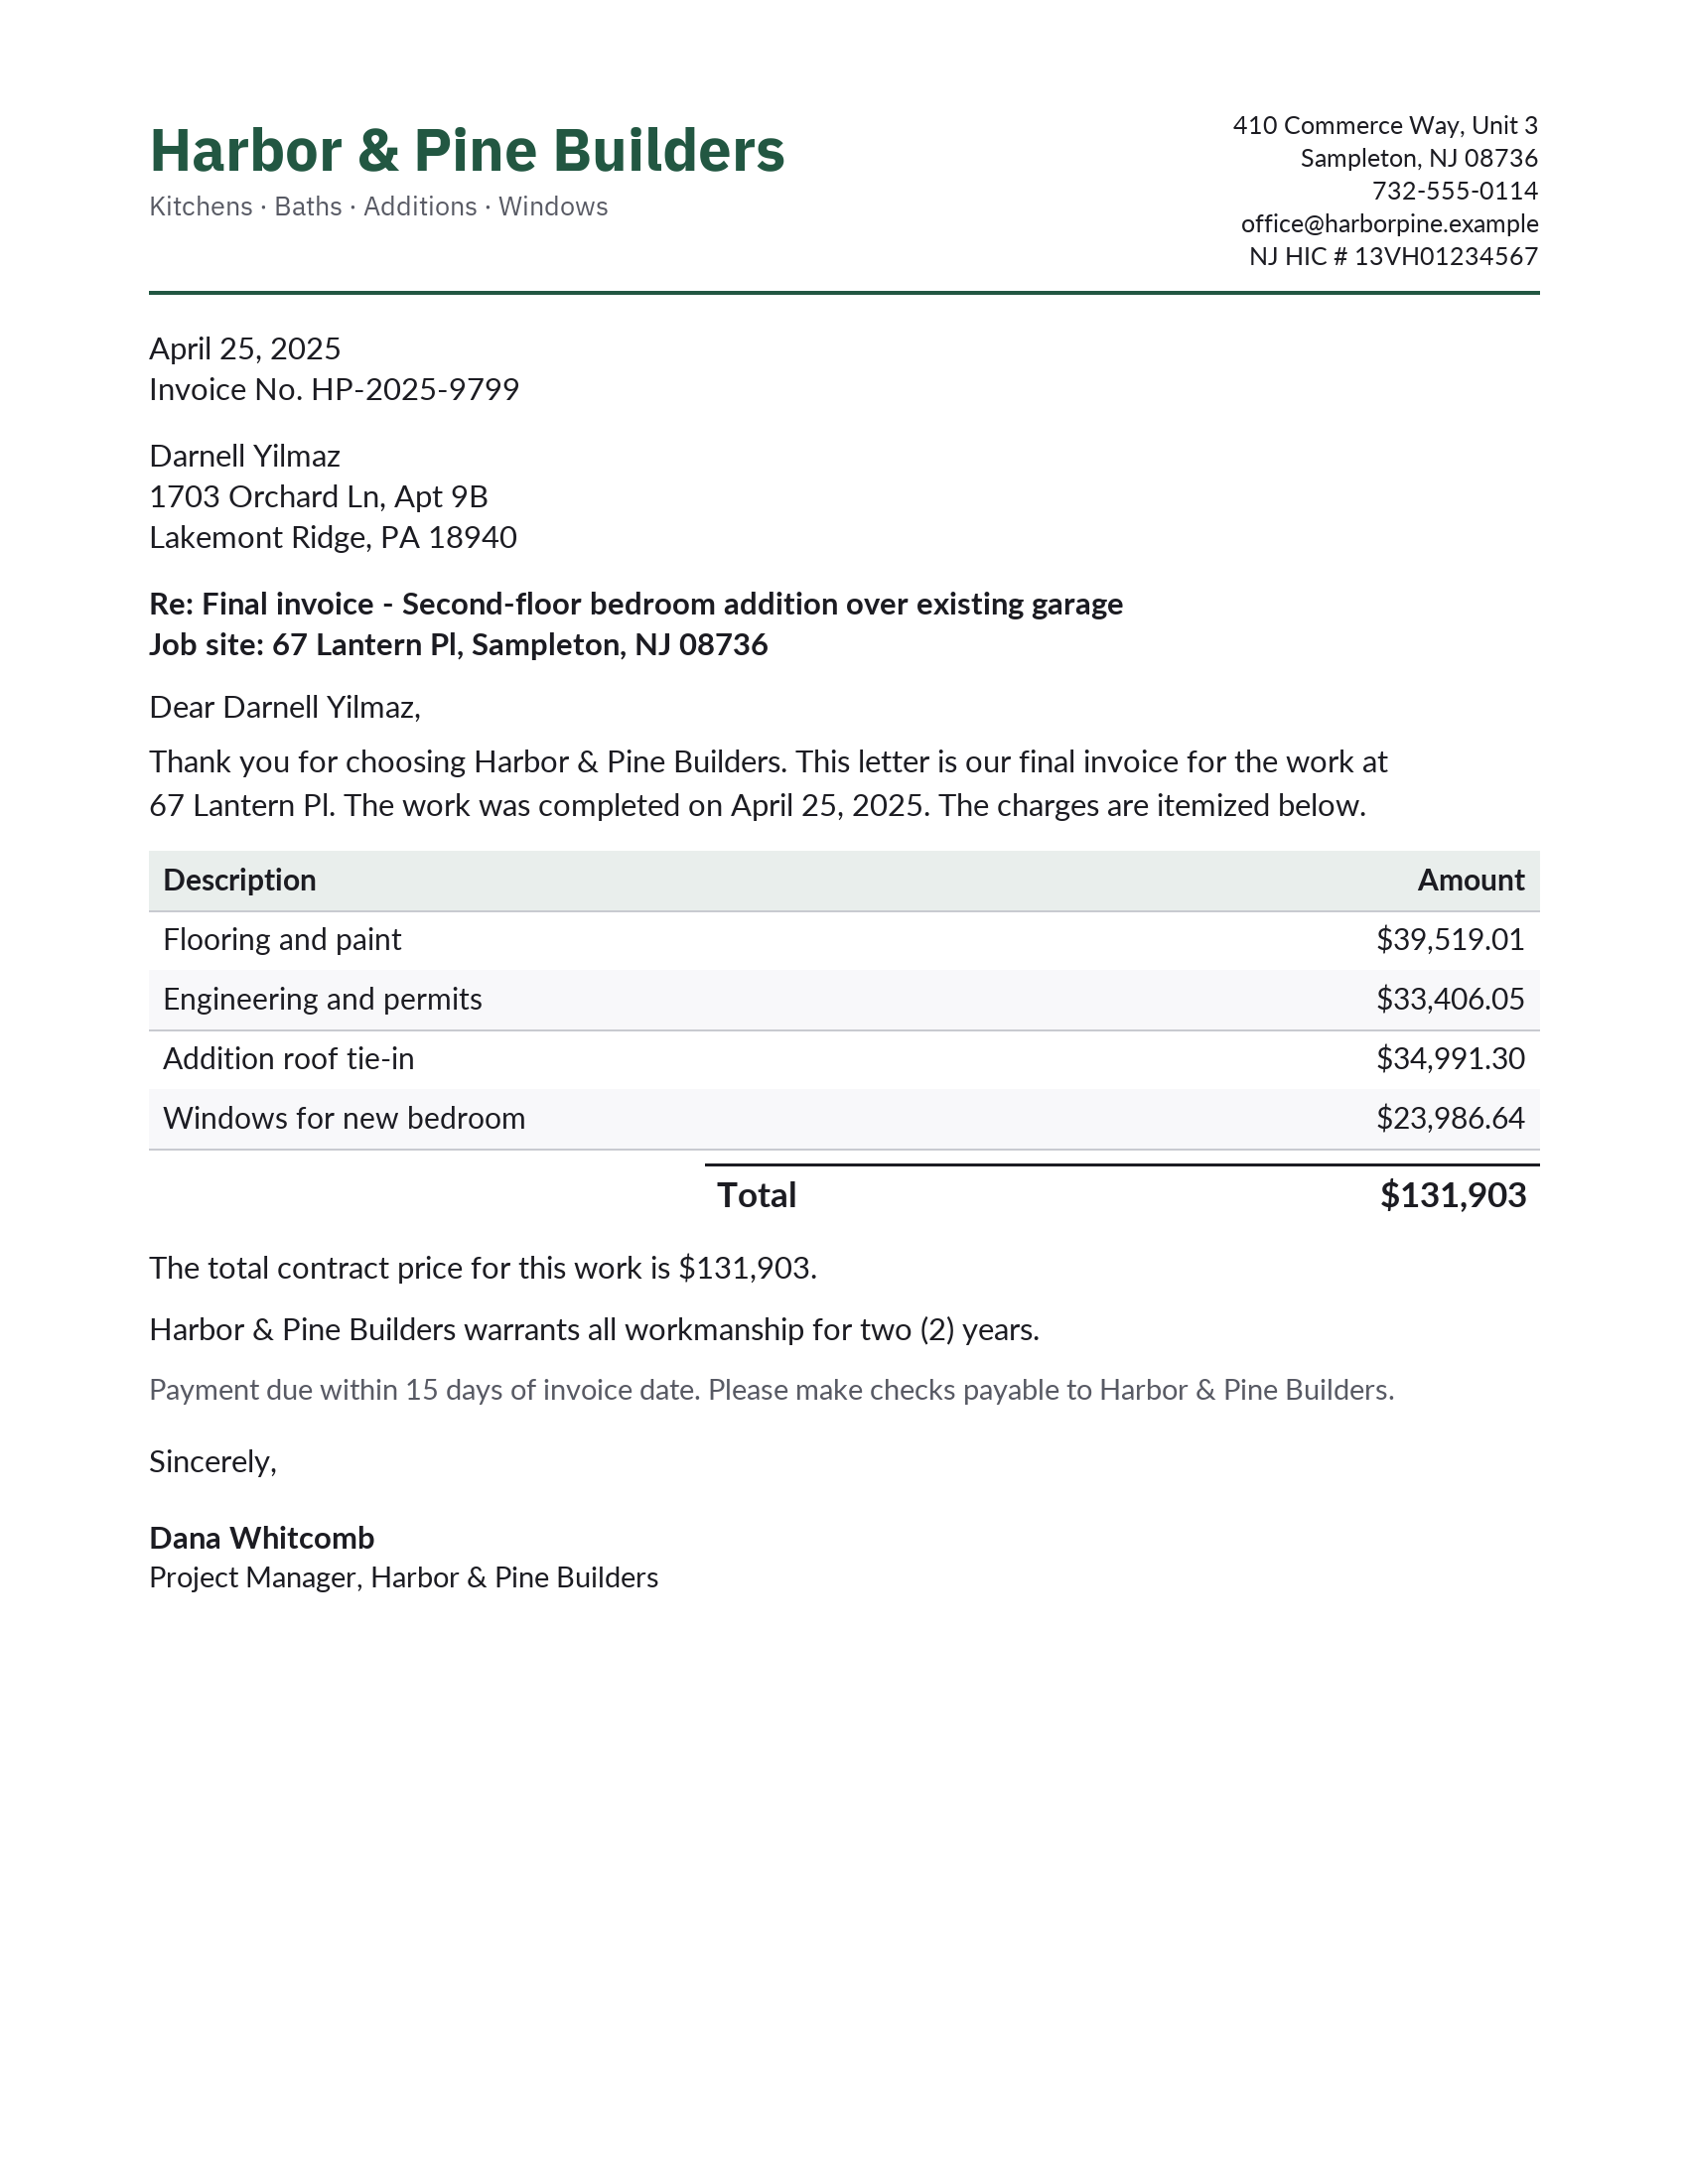 Harbor & Pine Builders
Kitchens · Baths · Additions · Windows
410 Commerce Way, Unit 3
Sampleton, NJ 08736
732-555-0114
office@harborpine.example
NJ HIC # 13VH01234567
April 25, 2025
Invoice No. HP-2025-9799
Darnell Yilmaz
1703 Orchard Ln, Apt 9B
Lakemont Ridge, PA 18940
Re: Final invoice - Second-floor bedroom addition over existing garage
Job site: 67 Lantern Pl, Sampleton, NJ 08736
Dear Darnell Yilmaz,
Thank you for choosing Harbor & Pine Builders. This letter is our final invoice for the work at
67 Lantern Pl. The work was completed on April 25, 2025. The charges are itemized below.
Description Amount
Flooring and paint $39,519.01
Engineering and permits $33,406.05
Addition roof tie-in $34,991.30
Windows for new bedroom $23,986.64
Total $131,903
The total contract price for this work is $131,903.
Harbor & Pine Builders warrants all workmanship for two (2) years.
Payment due within 15 days of invoice date. Please make checks payable to Harbor & Pine Builders.
Sincerely,
Dana Whitcomb
Project Manager, Harbor & Pine Builders